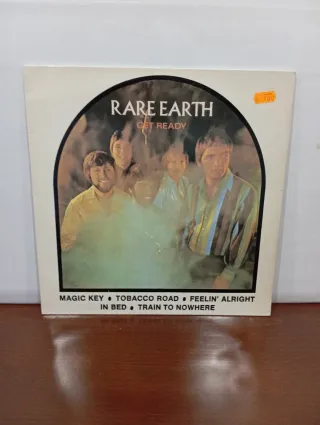 RARE EARTH
GET READY
MAGIC KEY • TOBACCO ROAD • FEELIN' ALRIGHT
IN BED • TRAIN TO NOWHERE